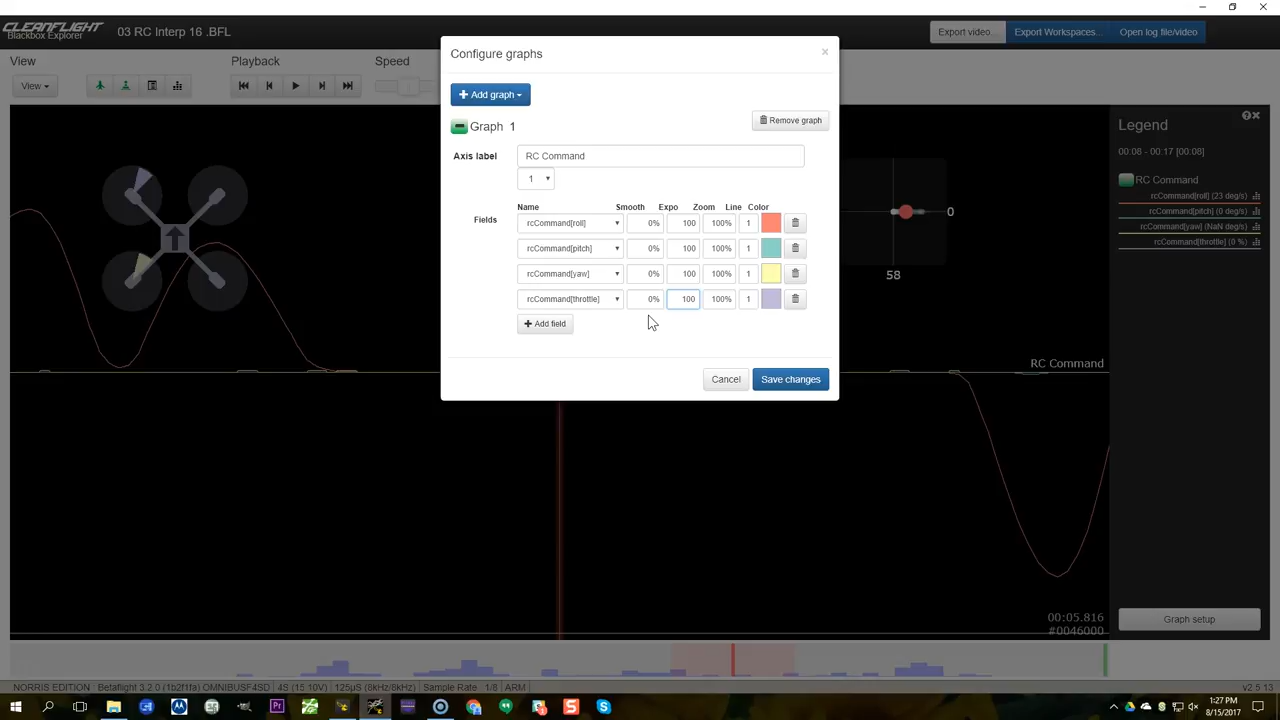 CLEANFLIGHT
Blackbox Explorer
03 RC Interp 16 .BFL
Export video...
Export Workspaces...
Open log file/video
View
Playback
Speed
View
Configure graphs
×
Add graph
Graph 1
Remove graph
Axis label
RC Command
1
Fields
Name Smooth Expo Zoom Line Color
rcCommand[roll] 0% 100 100% 1
rcCommand[pitch] 0% 100 100% 1
rcCommand[yaw] 0% 100 100% 1
rcCommand[throttle] 0% 100 100% 1
Add field
Cancel
Save changes
0
58
Legend
00:08 - 00:17 [00:08]
RC Command
rcCommand[roll] (23 deg/s)
rcCommand[pitch] (0 deg/s)
rcCommand[yaw] (NaN deg/s)
rcCommand[throttle] (0 %)
RC Command
00:05.816
#0046000
Graph setup
NORRIS EDITION Betaflight 3.2.0 (1b2f1fa) OMNIBUSF4SD 4S (15.10V) 125µS (8kHz/8kHz) Sample Rate : 1/8 ARM
v2.5.13
1:27 PM
8/15/2017